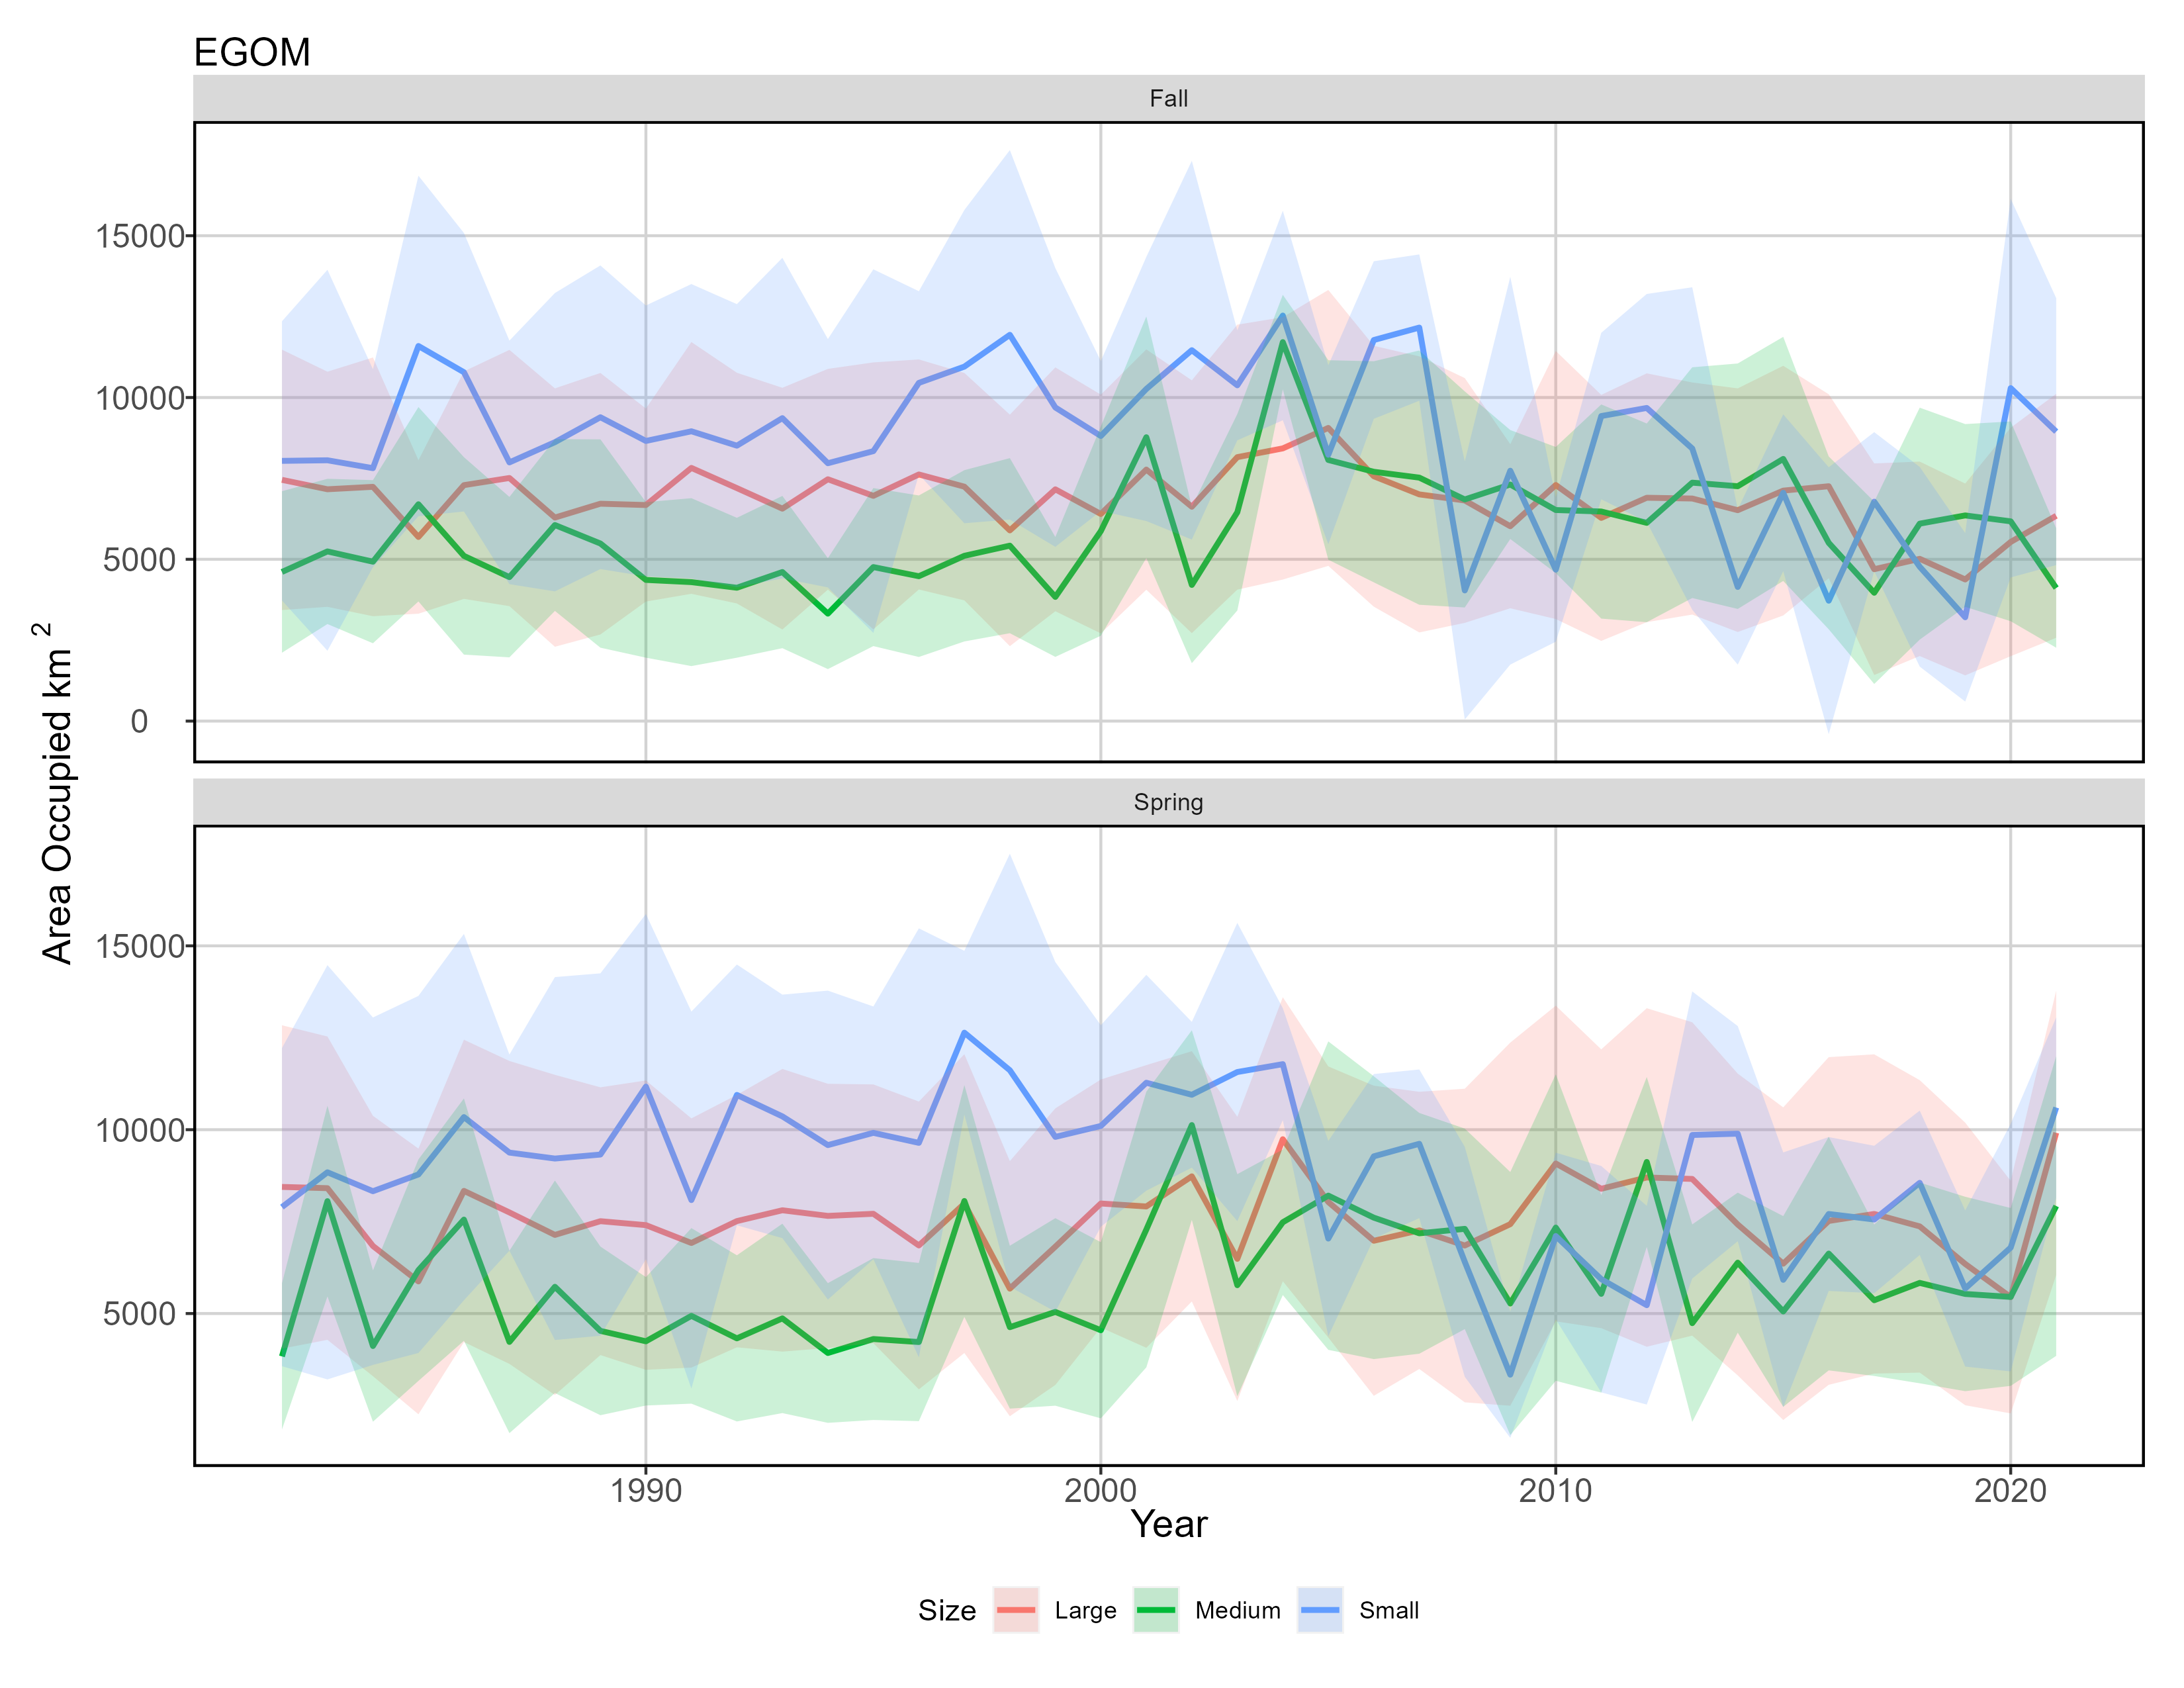 EGOM
Fall
15000
10000
5000
0
Area Occupied km 2
Spring
15000
10000
5000
1990 2000 2010 2020
Year
Size Large Medium Small